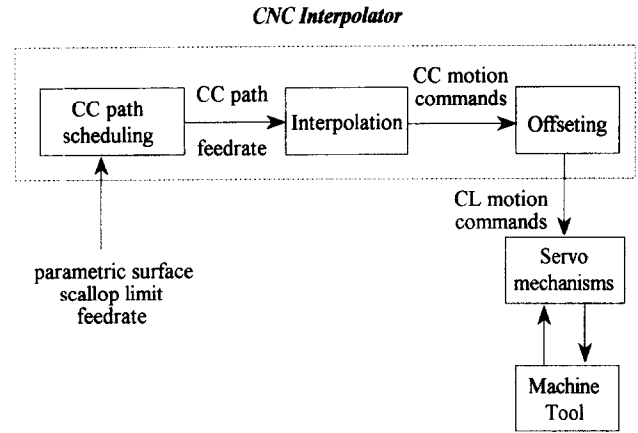 CNC Interpolator
CC path
scheduling
CC path
feedrate
Interpolation
CC motion
commands
Offseting
CL motion
commands
Servo
mechanisms
Machine
Tool
parametric surface
scallop limit
feedrate